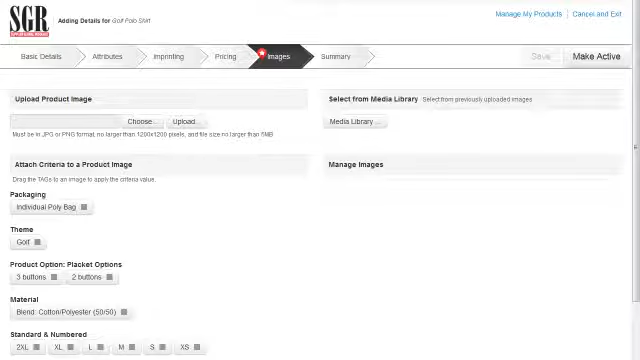 SGR
Adding Details for Golf Polo Shirt
Manage My Products | Cancel and Exit
Basic Details
Attributes
Imprinting
Pricing
Images
Summary
Save
Make Active
Upload Product Image
Choose...
Upload...
Must be in JPG or PNG format, no larger than 1200x1200 pixels, and file size no larger than 5MB
Select from Media Library Select from previously uploaded images
Media Library...
Attach Criteria to a Product Image
Drag the TAGs to an image to apply the criteria value.
Manage Images
Packaging
Individual Poly Bag
Theme
Golf
Product Option: Placket Options
3 buttons
2 buttons
Material
Blend: Cotton/Polyester (50/50)
Standard & Numbered
2XL
XL
L
M
S
XS